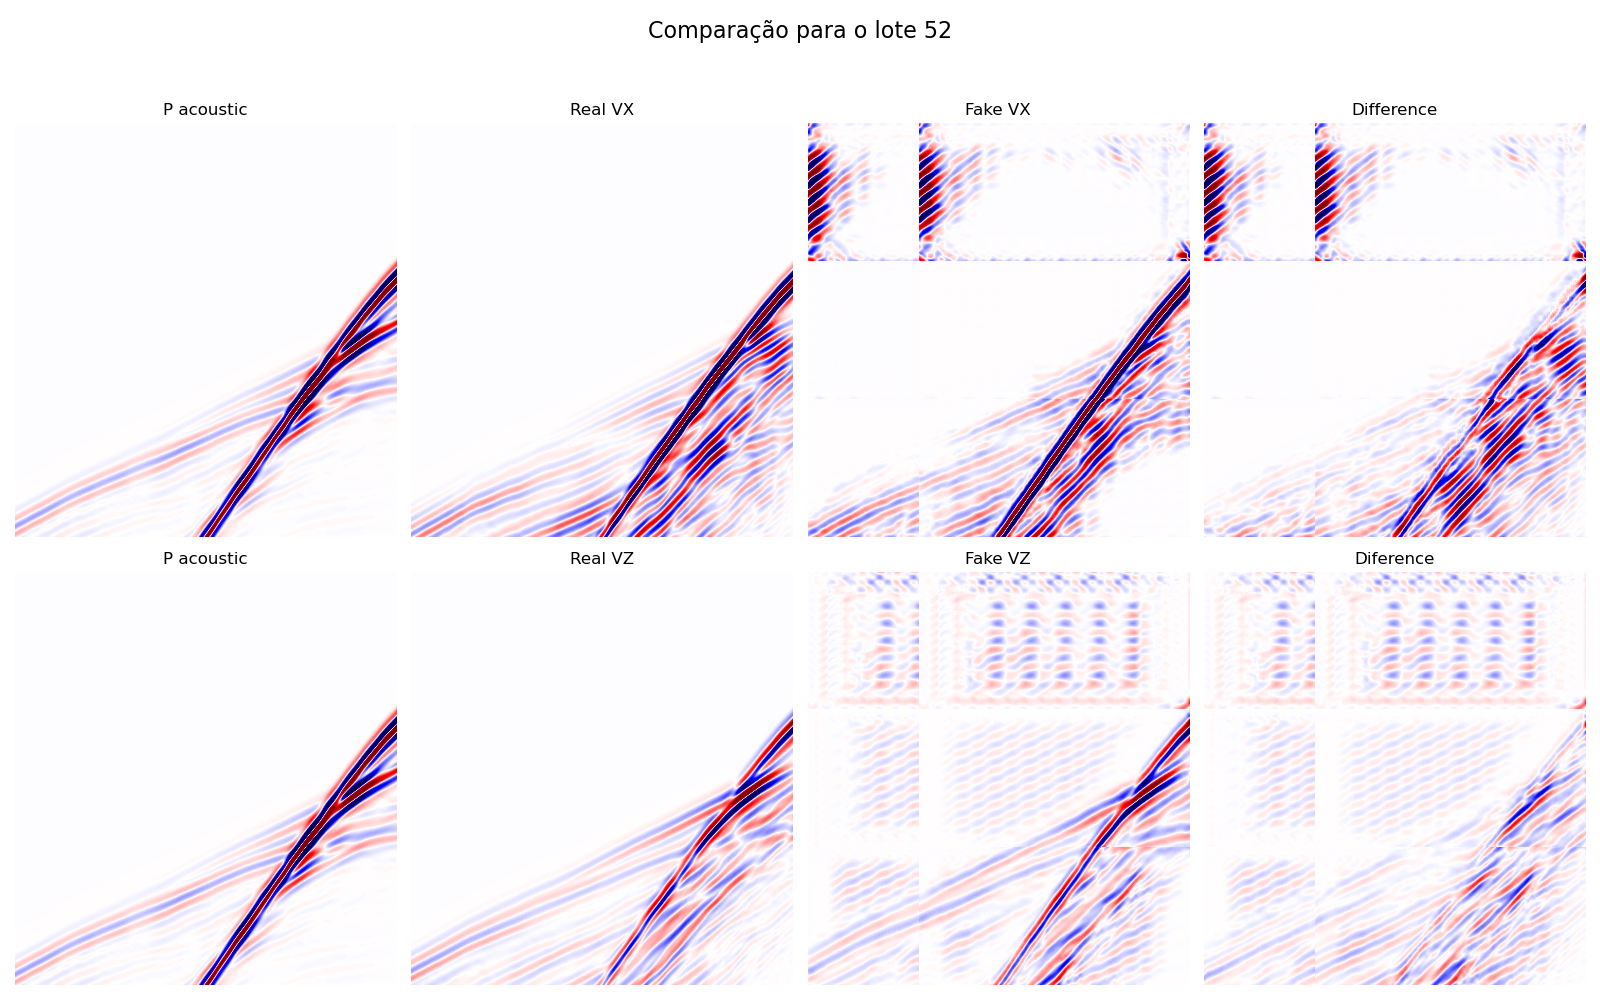 Comparação para o lote 52
P acoustic
Real VX
Fake VX
Difference
P acoustic
Real VZ
Fake VZ
Diference